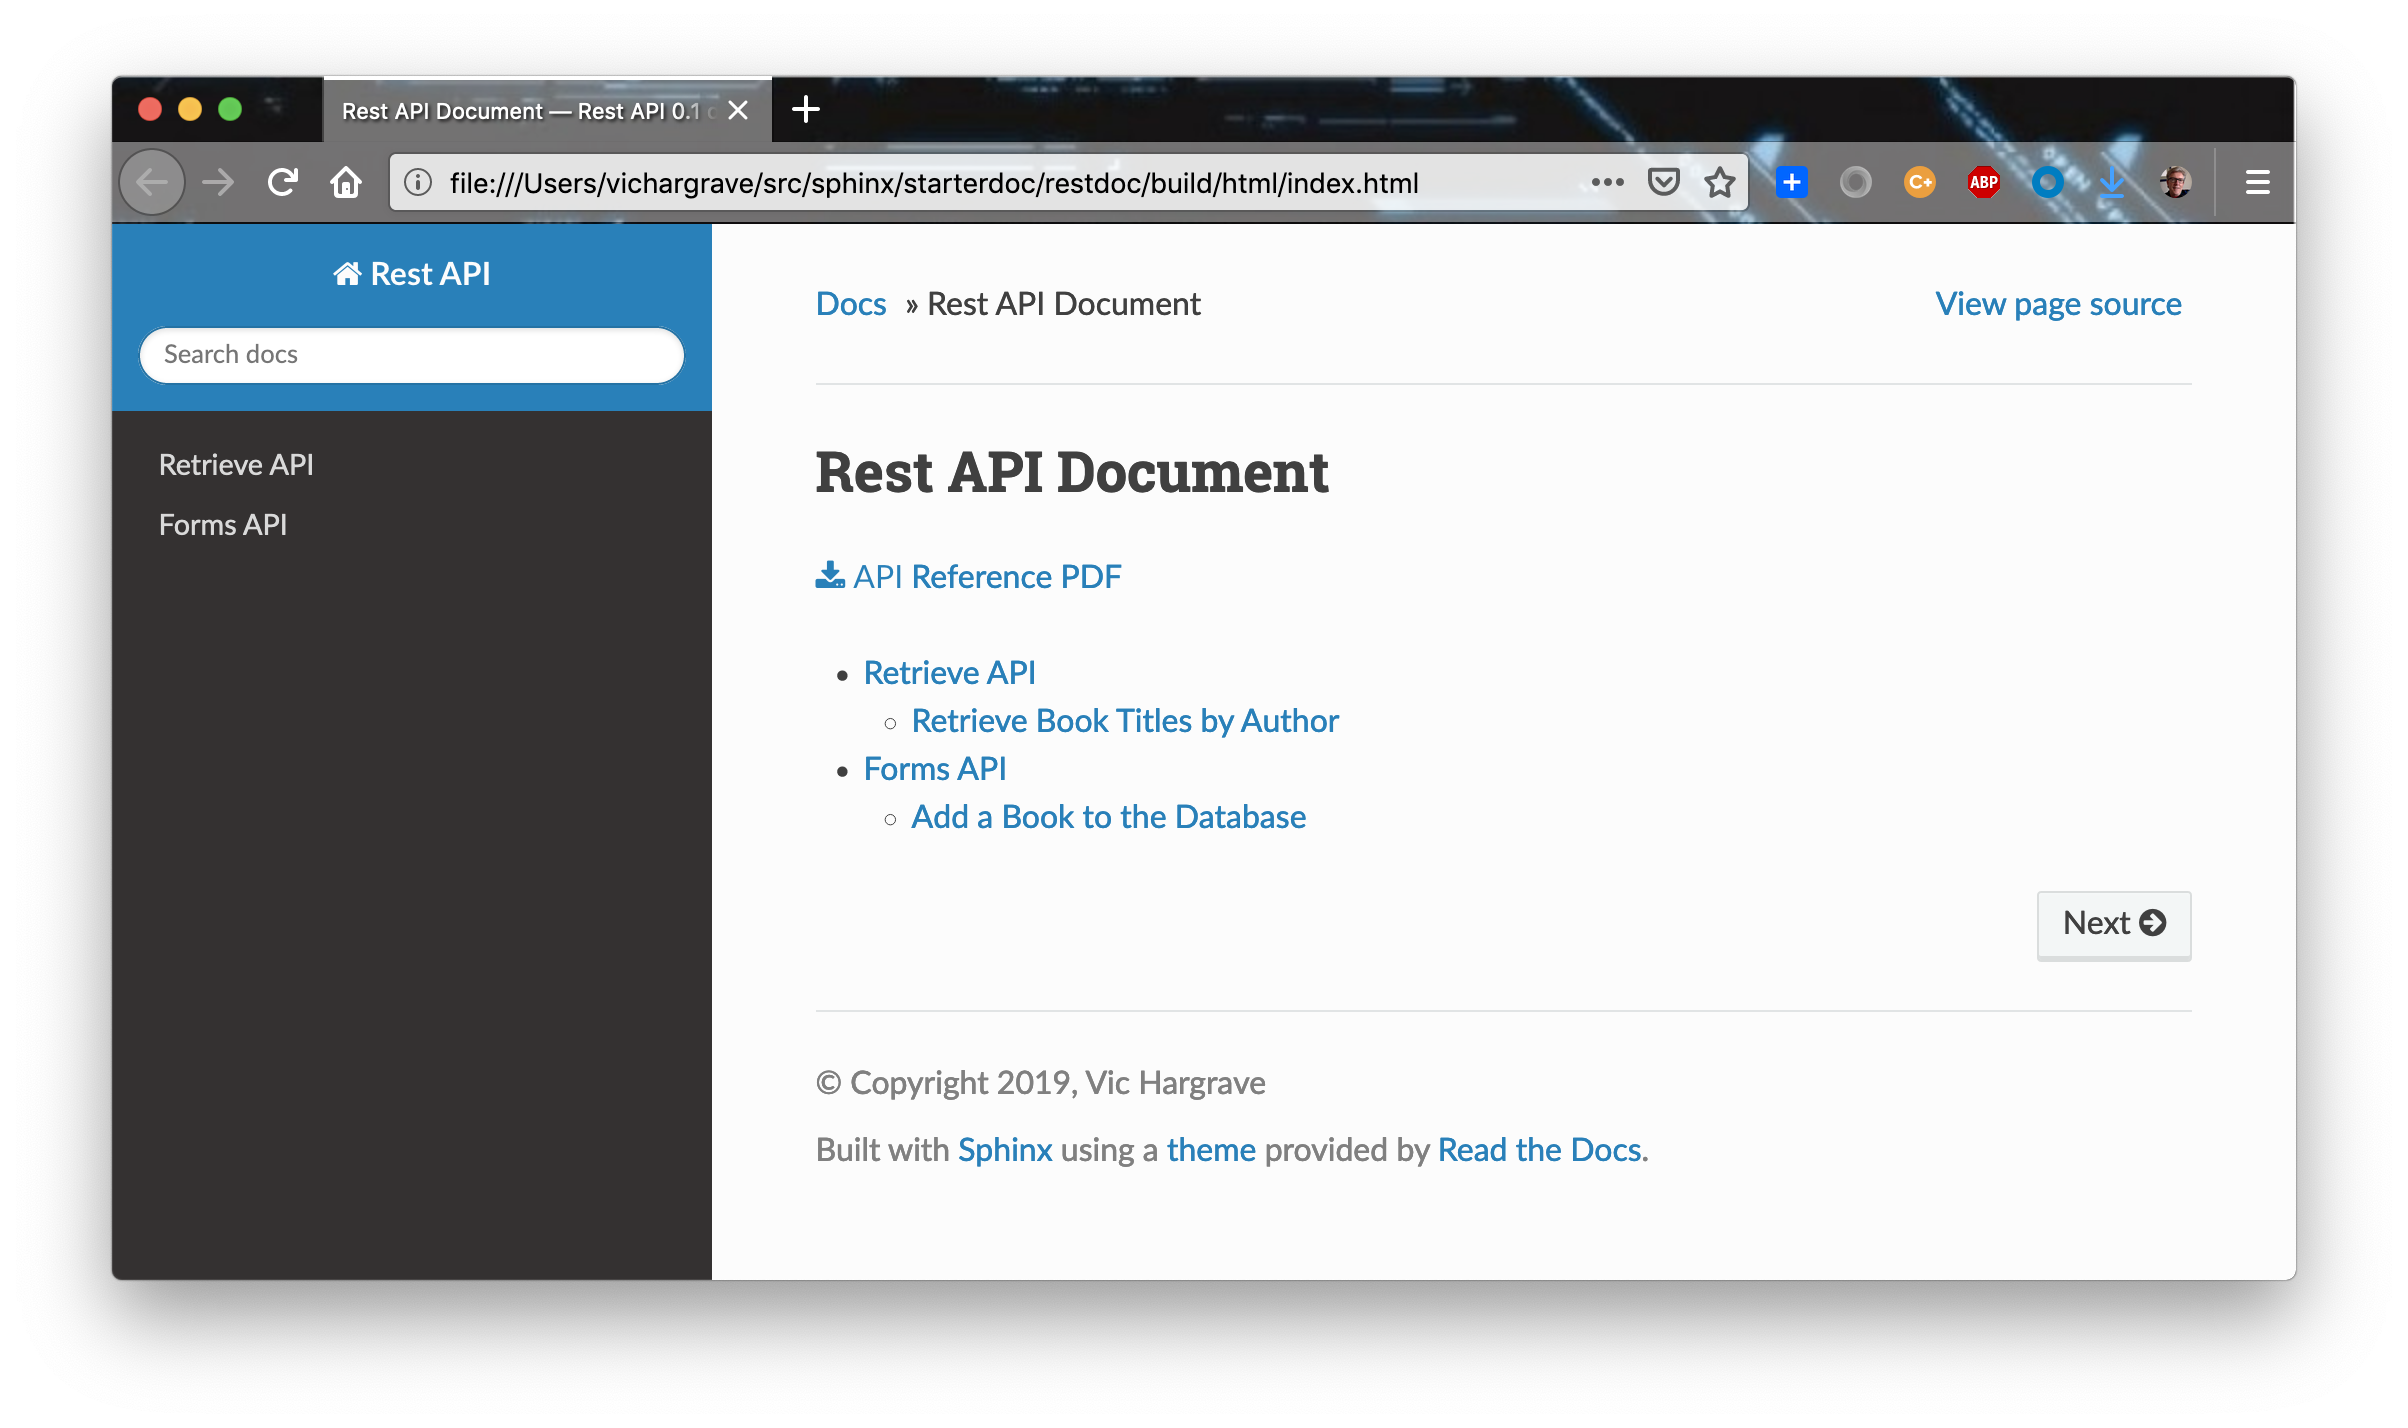 Rest API Document — Rest API 0.1
file:///Users/vichargrave/src/sphinx/starterdoc/restdoc/build/html/index.html
C+
ABP
Rest API
Search docs
Retrieve API
Forms API
Docs » Rest API Document
View page source
Rest API Document
API Reference PDF
Retrieve API
Retrieve Book Titles by Author
Forms API
Add a Book to the Database
Next
© Copyright 2019, Vic Hargrave
Built with Sphinx using a theme provided by Read the Docs.